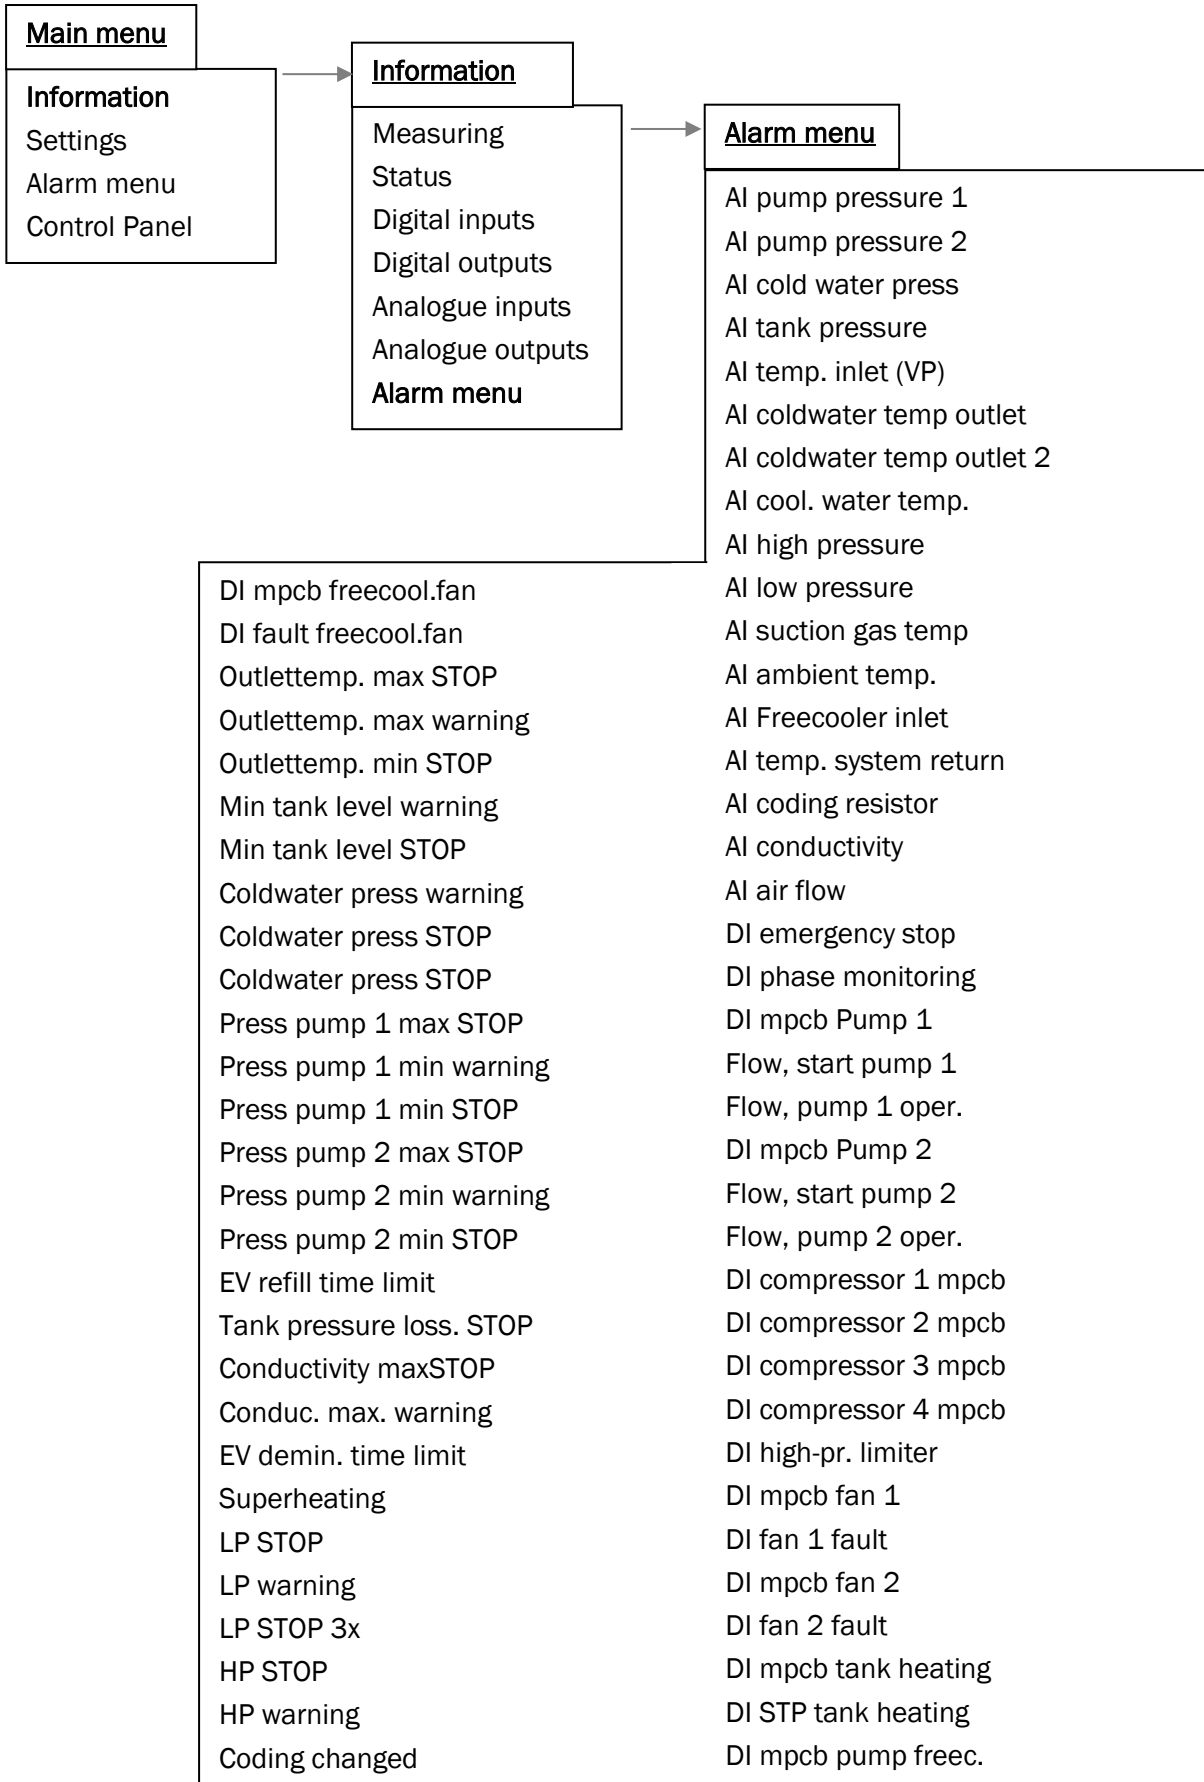 Main menu
Information
Settings
Alarm menu
Control Panel
Information
Measuring
Status
Digital inputs
Digital outputs
Analogue inputs
Analogue outputs
Alarm menu
Alarm menu
AI pump pressure 1
AI pump pressure 2
AI cold water press
AI tank pressure
AI temp. inlet (VP)
AI coldwater temp outlet
AI coldwater temp outlet 2
AI cool. water temp.
AI high pressure
AI low pressure
AI suction gas temp
AI ambient temp.
AI Freecooler inlet
AI temp. system return
AI coding resistor
AI conductivity
AI air flow
DI emergency stop
DI phase monitoring
DI mpcb Pump 1
Flow, start pump 1
Flow, pump 1 oper.
DI mpcb Pump 2
Flow, start pump 2
Flow, pump 2 oper.
DI compressor 1 mpcb
DI compressor 2 mpcb
DI compressor 3 mpcb
DI compressor 4 mpcb
DI high-pr. limiter
DI mpcb fan 1
DI fan 1 fault
DI mpcb fan 2
DI fan 2 fault
DI mpcb tank heating
DI STP tank heating
DI mpcb pump freec.
DI mpcb freecool.fan
DI fault freecool.fan
Outlettemp. max STOP
Outlettemp. max warning
Outlettemp. min STOP
Min tank level warning
Min tank level STOP
Coldwater press warning
Coldwater press STOP
Coldwater press STOP
Press pump 1 max STOP
Press pump 1 min warning
Press pump 1 min STOP
Press pump 2 max STOP
Press pump 2 min warning
Press pump 2 min STOP
EV refill time limit
Tank pressure loss. STOP
Conductivity maxSTOP
Conduc. max. warning
EV demin. time limit
Superheating
LP STOP
LP warning
LP STOP 3x
HP STOP
HP warning
Coding changed